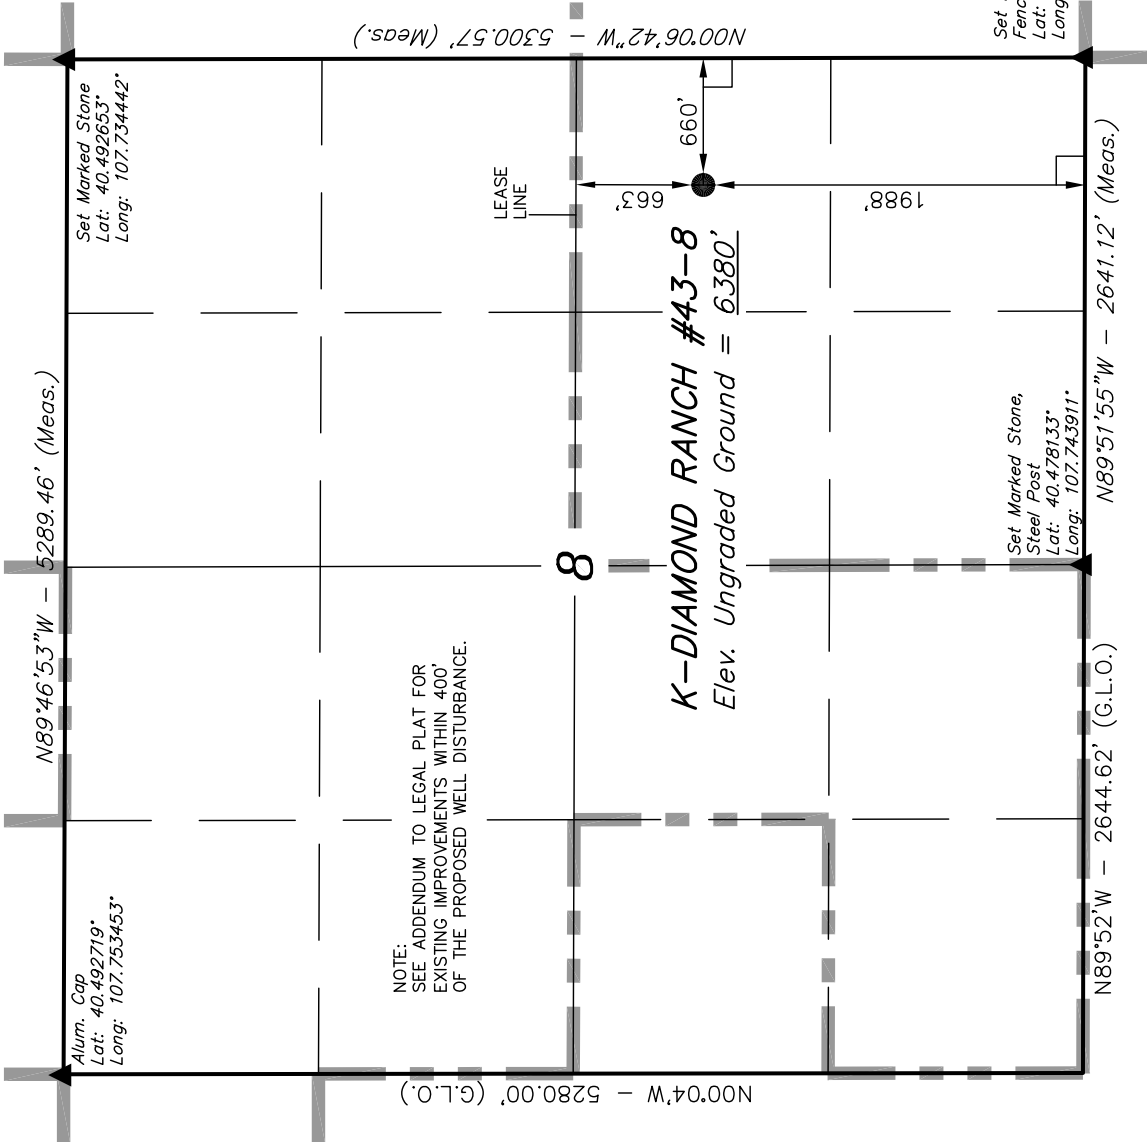 N00°06'42"W - 5300.57' (Meas.)
Set
Fenc
Lat:
Long
Set Marked Stone
Lat: 40.492653°
Long: 107.734442°
LEASE
LINE
660'
663'
1988'
N89°46'53"W - 5289.46' (Meas.)
8
K-DIAMOND RANCH #43-8
Elev. Ungraded Ground = 6380'
Set Marked Stone,
Steel Post
Lat: 40.478133°
Long: 107.743911°
N89°51'55"W - 2641.12' (Meas.)
NOTE:
SEE ADDENDUM TO LEGAL PLAT FOR
EXISTING IMPROVEMENTS WITHIN 400'
OF THE PROPOSED WELL DISTURBANCE.
Alum. Cap
Lat: 40.492719°
Long: 107.753453°
N89°52'W - 2644.62' (G.L.O.)
N00°04'W - 5280.00' (G.L.O.)